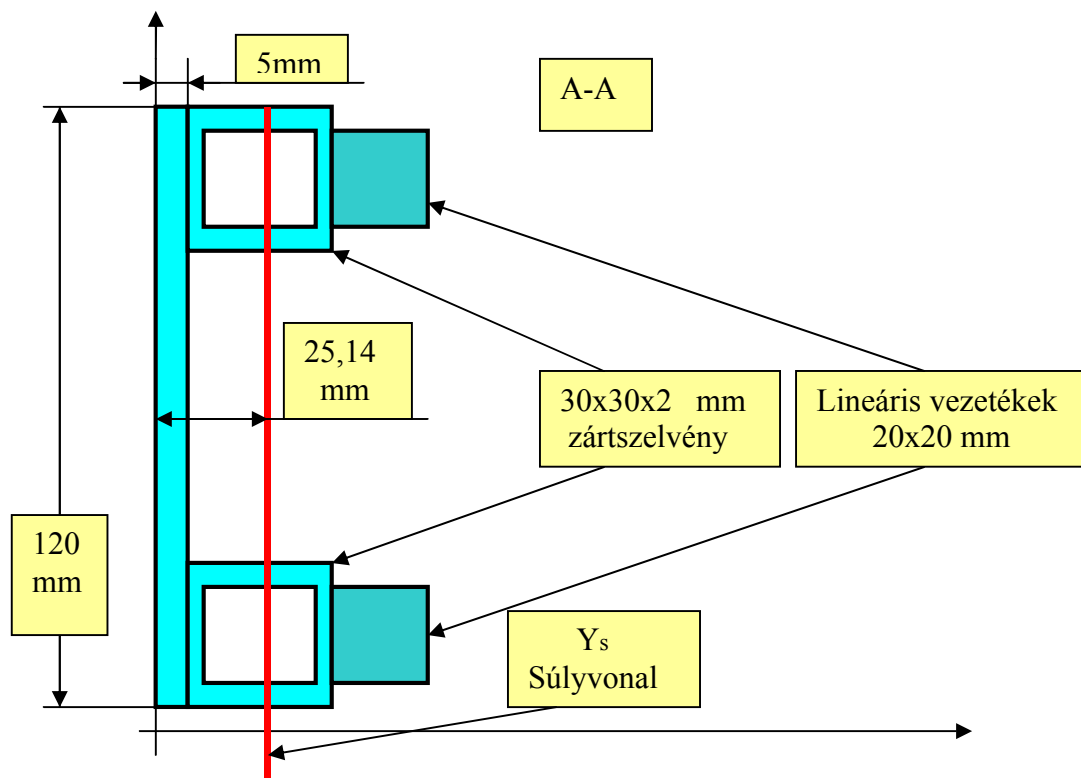 5mm
A-A
25,14
mm
30x30x2 mm
zártszelvény
Lineáris vezetékek
20x20 mm
120
mm
Ys
Súlyvonal